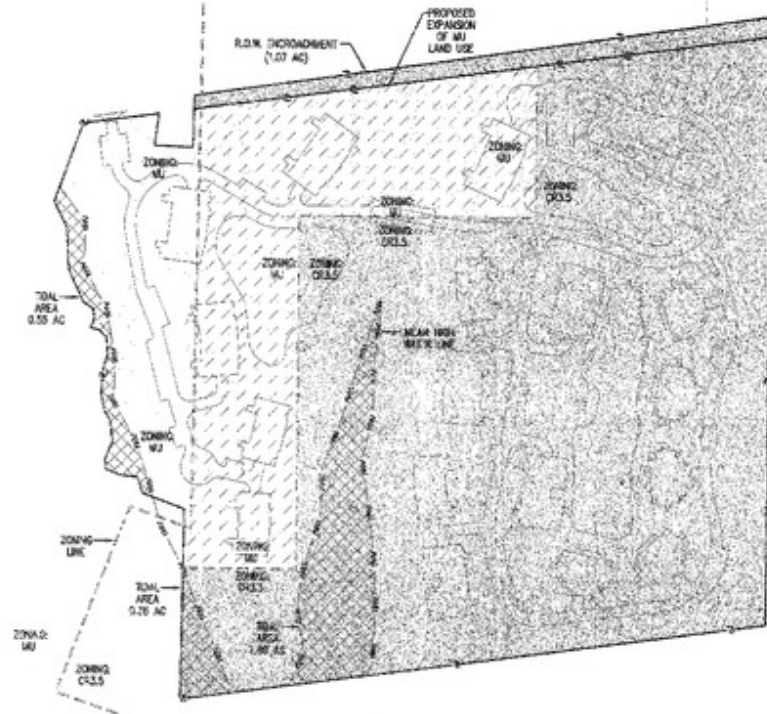 PROPOSED
EXPANSION
OF MU
LAND USE
R.O.W. ENCROACHMENT
(1.07 AC)
ZONING:
MU
ZONING:
MU
ZONING:
CR3.5
ZONING:
MU
ZONING:
CR3.5
ZONING:
MU
ZONING:
CR3.5
TIDAL
AREA
0.55 AC
MEAN HIGH
WATER LINE
ZONING:
MU
ZONING
LINE
ZONING:
MU
ZONING:
CR3.5
TIDAL
AREA
0.26 AC
TIDAL
AREA
ZONING:
MU
ZONING:
CR3.5